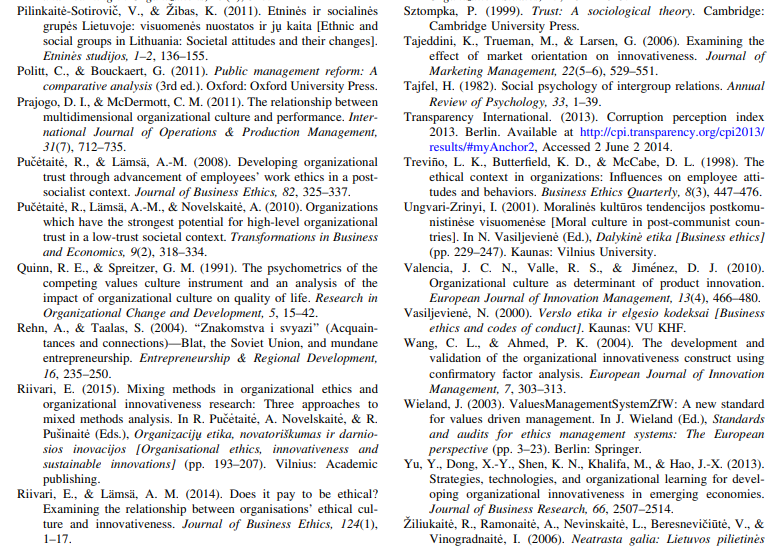 Pilinkaitė-Sotirovič, V., & Žibas, K. (2011). Etninės ir socialinės
grupės Lietuvoje: visuomenės nuostatos ir jų kaita [Ethnic and
social groups in Lithuania: Societal attitudes and their changes].
Etninės studijos, 1–2, 136–155.
Politt, C., & Bouckaert, G. (2011). Public management reform: A
comparative analysis (3rd ed.). Oxford: Oxford University Press.
Prajogo, D. I., & McDermott, C. M. (2011). The relationship between
multidimensional organizational culture and performance. Inter-
national Journal of Operations & Production Management,
31(7), 712–735.
Pučėtaitė, R., & Lämsä, A.-M. (2008). Developing organizational
trust through advancement of employees' work ethics in a post-
socialist context. Journal of Business Ethics, 82, 325–337.
Pučėtaitė, R., Lämsä, A.-M., & Novelskaitė, A. (2010). Organizations
which have the strongest potential for high-level organizational
trust in a low-trust societal context. Transformations in Business
and Economics, 9(2), 318–334.
Quinn, R. E., & Spreitzer, G. M. (1991). The psychometrics of the
competing values culture instrument and an analysis of the
impact of organizational culture on quality of life. Research in
Organizational Change and Development, 5, 15–42.
Rehn, A., & Taalas, S. (2004). “Znakomstva i svyazi” (Acquain-
tances and connections)—Blat, the Soviet Union, and mundane
entrepreneurship. Entrepreneurship & Regional Development,
16, 235–250.
Riivari, E. (2015). Mixing methods in organizational ethics and
organizational innovativeness research: Three approaches to
mixed methods analysis. In R. Pučėtaitė, A. Novelskaitė, & R.
Pušinaitė (Eds.), Organizacijų etika, novatoriškumas ir darnio-
sios inovacijos [Organisational ethics, innovativeness and
sustainable innovations] (pp. 193–207). Vilnius: Academic
publishing.
Riivari, E., & Lämsä, A. M. (2014). Does it pay to be ethical?
Examining the relationship between organisations' ethical cul-
ture and innovativeness. Journal of Business Ethics, 124(1),
1–17.
Sztompka, P. (1999). Trust: A sociological theory. Cambridge:
Cambridge University Press.
Tajeddini, K., Trueman, M., & Larsen, G. (2006). Examining the
effect of market orientation on innovativeness. Journal of
Marketing Management, 22(5–6), 529–551.
Tajfel, H. (1982). Social psychology of intergroup relations. Annual
Review of Psychology, 33, 1–39.
Transparency International. (2013). Corruption perception index
2013. Berlin. Available at http://cpi.transparency.org/cpi2013/
results/#myAnchor2, Accessed 2 June 2 2014.
Treviño, L. K., Butterfield, K. D., & McCabe, D. L. (1998). The
ethical context in organizations: Influences on employee atti-
tudes and behaviors. Business Ethics Quarterly, 8(3), 447–476.
Ungvari-Zrinyi, I. (2001). Moralinės kultūros tendencijos postkomu-
nistinėse visuomenėse [Moral culture in post-communist coun-
tries]. In N. Vasiljevienė (Ed.), Dalykinė etika [Business ethics]
(pp. 229–247). Kaunas: Vilnius University.
Valencia, J. C. N., Valle, R. S., & Jiménez, D. J. (2010).
Organizational culture as determinant of product innovation.
European Journal of Innovation Management, 13(4), 466–480.
Vasiljevienė, N. (2000). Verslo etika ir elgesio kodeksai [Business
ethics and codes of conduct]. Kaunas: VU KHF.
Wang, C. L., & Ahmed, P. K. (2004). The development and
validation of the organizational innovativeness construct using
confirmatory factor analysis. European Journal of Innovation
Management, 7, 303–313.
Wieland, J. (2003). ValuesManagementSystemZfW: A new standard
for values driven management. In J. Wieland (Ed.), Standards
and audits for ethics management systems: The European
perspective (pp. 3–23). Berlin: Springer.
Yu, Y., Dong, X.-Y., Shen, K. N., Khalifa, M., & Hao, J.-X. (2013).
Strategies, technologies, and organizational learning for devel-
oping organizational innovativeness in emerging economies.
Journal of Business Research, 66, 2507–2514.
Žiliukaitė, R., Ramonaitė, A., Nevinskaitė, L., Beresnevičiūtė, V., &
Vinogradnaitė, I. (2006). Neatrasta galia: Lietuvos pilietinės